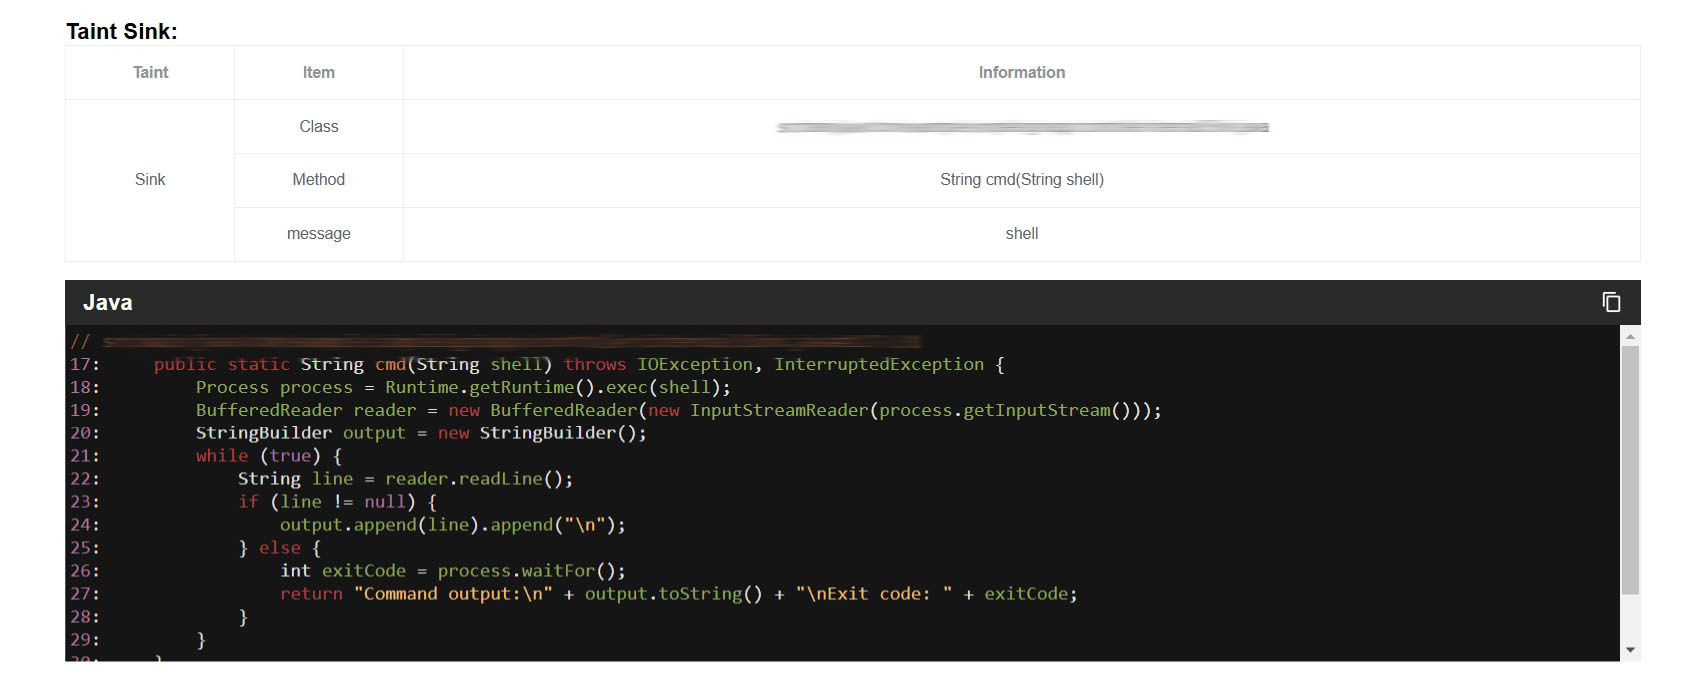 Taint Sink:
Taint Item Information
Class
Sink Method String cmd(String shell)
message shell
Java
//
17:     public static String cmd(String shell) throws IOException, InterruptedException {
18:         Process process = Runtime.getRuntime().exec(shell);
19:         BufferedReader reader = new BufferedReader(new InputStreamReader(process.getInputStream()));
20:         StringBuilder output = new StringBuilder();
21:         while (true) {
22:             String line = reader.readLine();
23:             if (line != null) {
24:                 output.append(line).append("\n");
25:             } else {
26:                 int exitCode = process.waitFor();
27:                 return "Command output:\n" + output.toString() + "\nExit code: " + exitCode;
28:             }
29:         }
30:     }